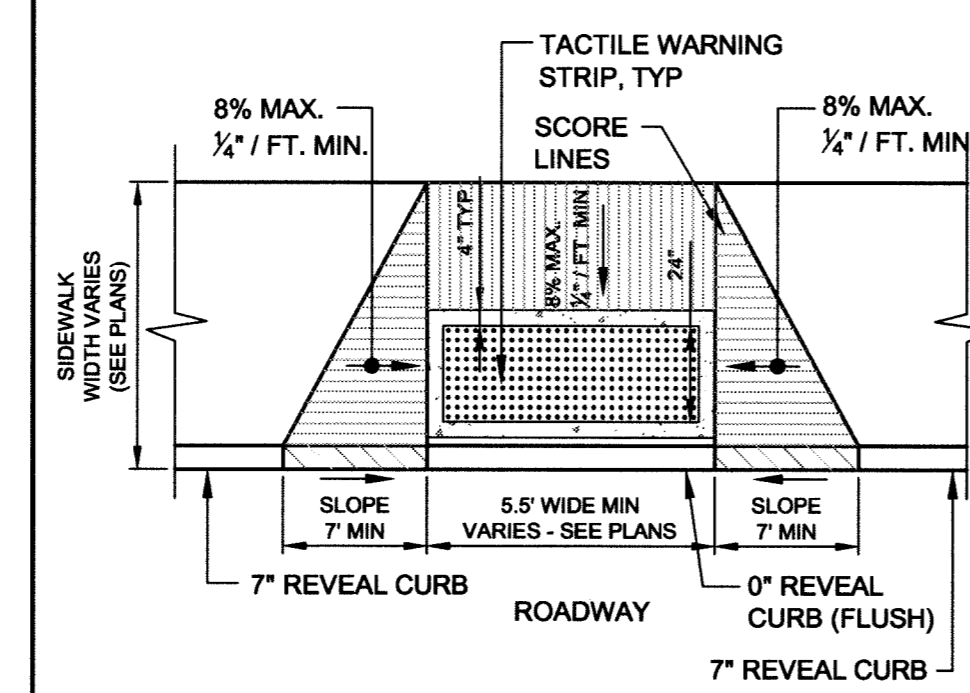 TACTILE WARNING
STRIP, TYP
8% MAX.
¼" / FT. MIN.
SCORE
LINES
8% MAX.
¼" / FT. MIN
4" TYP
8% MAX.
¼" / FT. MIN
24"
SIDEWALK
WIDTH VARIES
(SEE PLANS)
SLOPE
7' MIN
5.5' WIDE MIN
VARIES - SEE PLANS
SLOPE
7' MIN
7" REVEAL CURB
ROADWAY
0" REVEAL
CURB (FLUSH)
7" REVEAL CURB